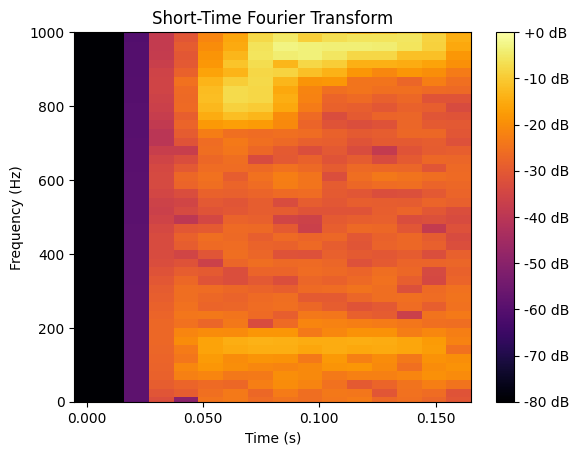 Short-Time Fourier Transform
1000
800
600
400
200
0
Frequency (Hz)
0.000
0.050
0.100
0.150
Time (s)
+0 dB
-10 dB
-20 dB
-30 dB
-40 dB
-50 dB
-60 dB
-70 dB
-80 dB